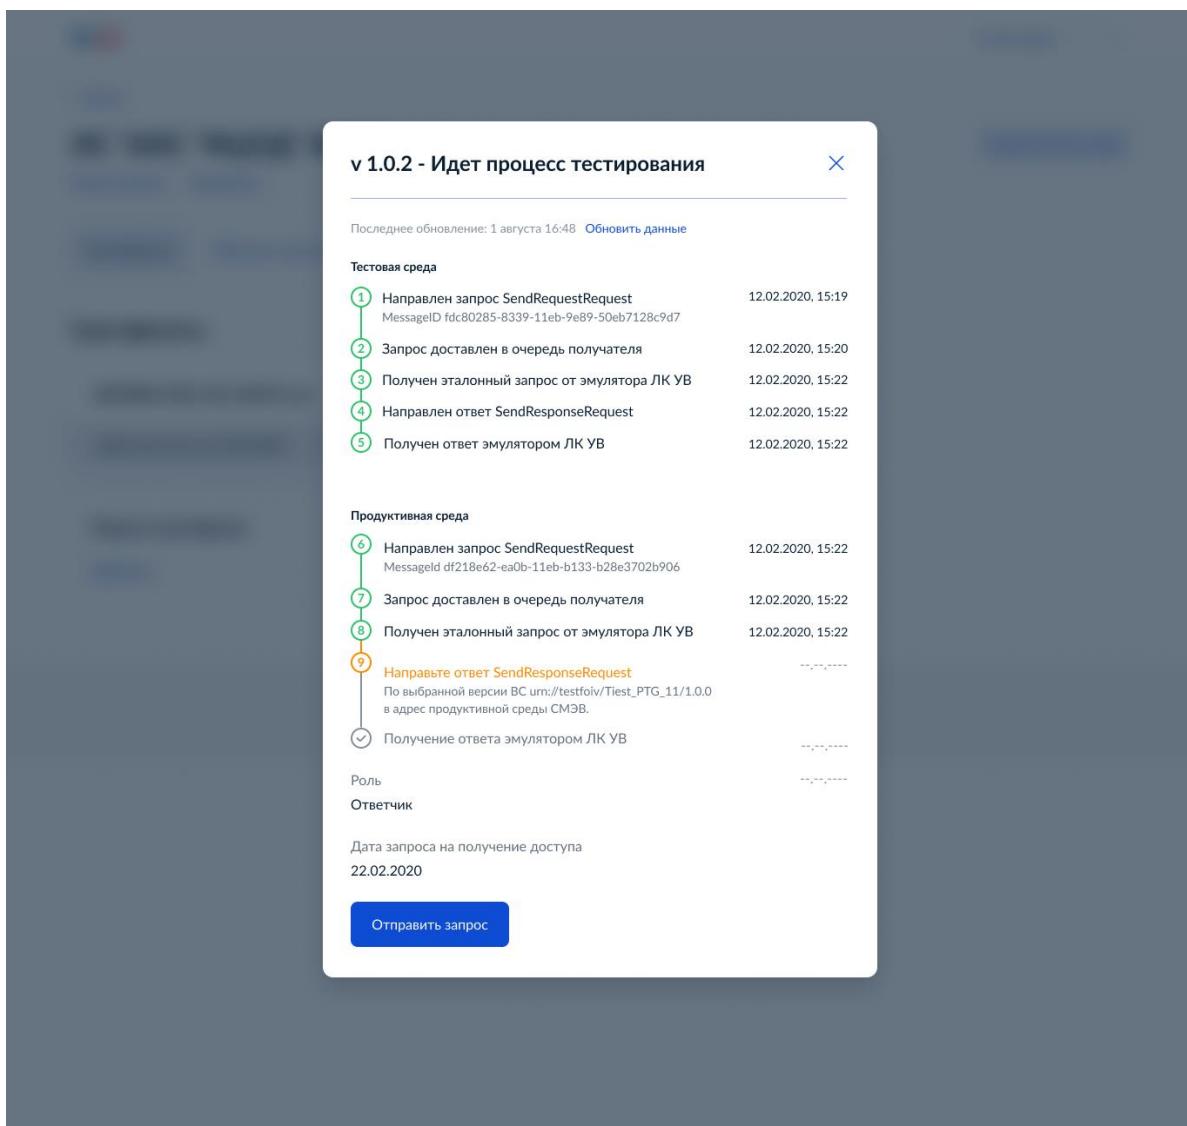 v 1.0.2 - Идет процесс тестирования
Последнее обновление: 1 августа 16:48 Обновить данные
Тестовая среда
1 Направлен запрос SendRequestRequest 12.02.2020, 15:19
MessageID fdc80285-8339-11eb-9e89-50eb7128c9d7
2 Запрос доставлен в очередь получателя 12.02.2020, 15:20
3 Получен эталонный запрос от эмулятора ЛК УВ 12.02.2020, 15:22
4 Направлен ответ SendResponseRequest 12.02.2020, 15:22
5 Получен ответ эмулятором ЛК УВ 12.02.2020, 15:22
Продуктивная среда
6 Направлен запрос SendRequestRequest 12.02.2020, 15:22
MessageId df218e62-ea0b-11eb-b133-b28e3702b906
7 Запрос доставлен в очередь получателя 12.02.2020, 15:22
8 Получен эталонный запрос от эмулятора ЛК УВ 12.02.2020, 15:22
9 Направьте ответ SendResponseRequest --.--.----
По выбранной версии ВС urn://testfoiv/Tiest_PTG_11/1.0.0
в адрес продуктивной среды СМЭВ.
Получение ответа эмулятором ЛК УВ --.--.----
Роль --.--.----
Ответчик
Дата запроса на получение доступа
22.02.2020
Отправить запрос